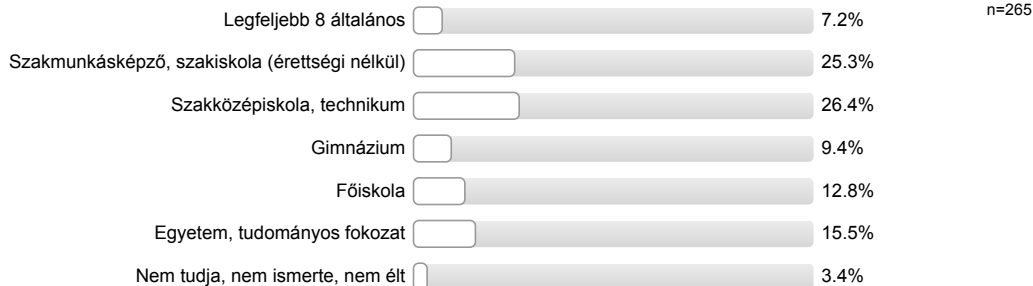 n=265
Legfeljebb 8 általános 7.2%
Szakmunkásképző, szakiskola (érettségi nélkül) 25.3%
Szakközépiskola, technikum 26.4%
Gimnázium 9.4%
Főiskola 12.8%
Egyetem, tudományos fokozat 15.5%
Nem tudja, nem ismerte, nem élt 3.4%